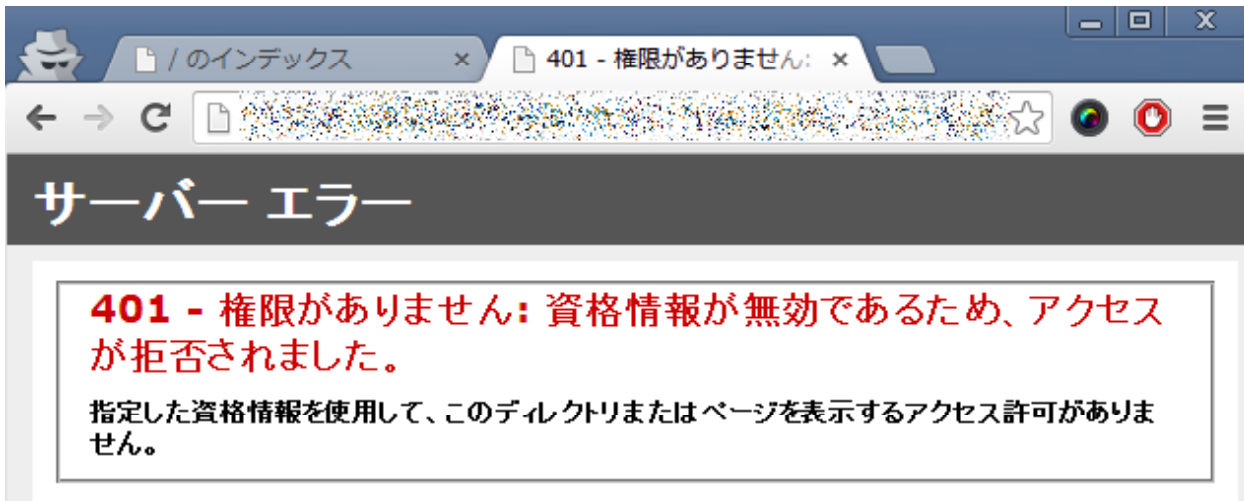 / のインデックス
401 - 権限がありません:
サーバー エラー
401 - 権限がありません: 資格情報が無効であるため、アクセス
が拒否されました。
指定した資格情報を使用して、このディレクトリまたはページを表示するアクセス許可がありま
せん。